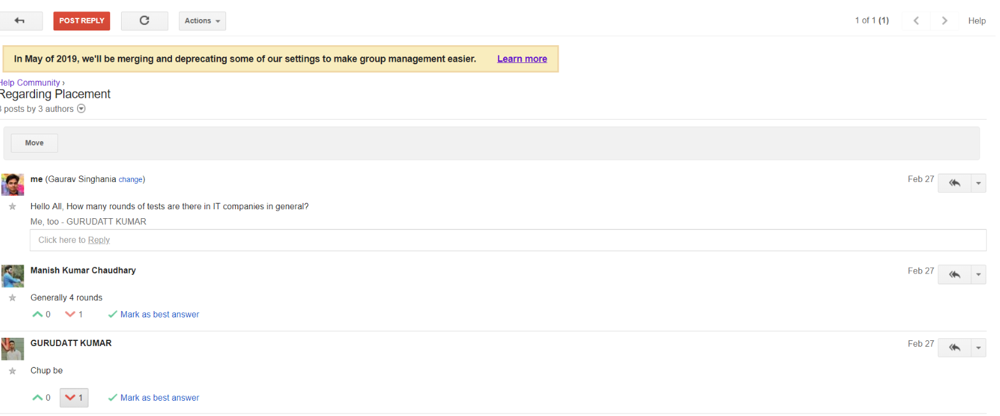 POST REPLY
Actions
1 of 1 (1)
Help
In May of 2019, we'll be merging and deprecating some of our settings to make group management easier. Learn more
Help Community ›
Regarding Placement
3 posts by 3 authors
Move
me (Gaurav Singhania change)
Feb 27
Hello All, How many rounds of tests are there in IT companies in general?
Me, too - GURUDATT KUMAR
Click here to Reply
Manish Kumar Chaudhary
Feb 27
Generally 4 rounds
0 1 Mark as best answer
GURUDATT KUMAR
Feb 27
Chup be
0 1 Mark as best answer